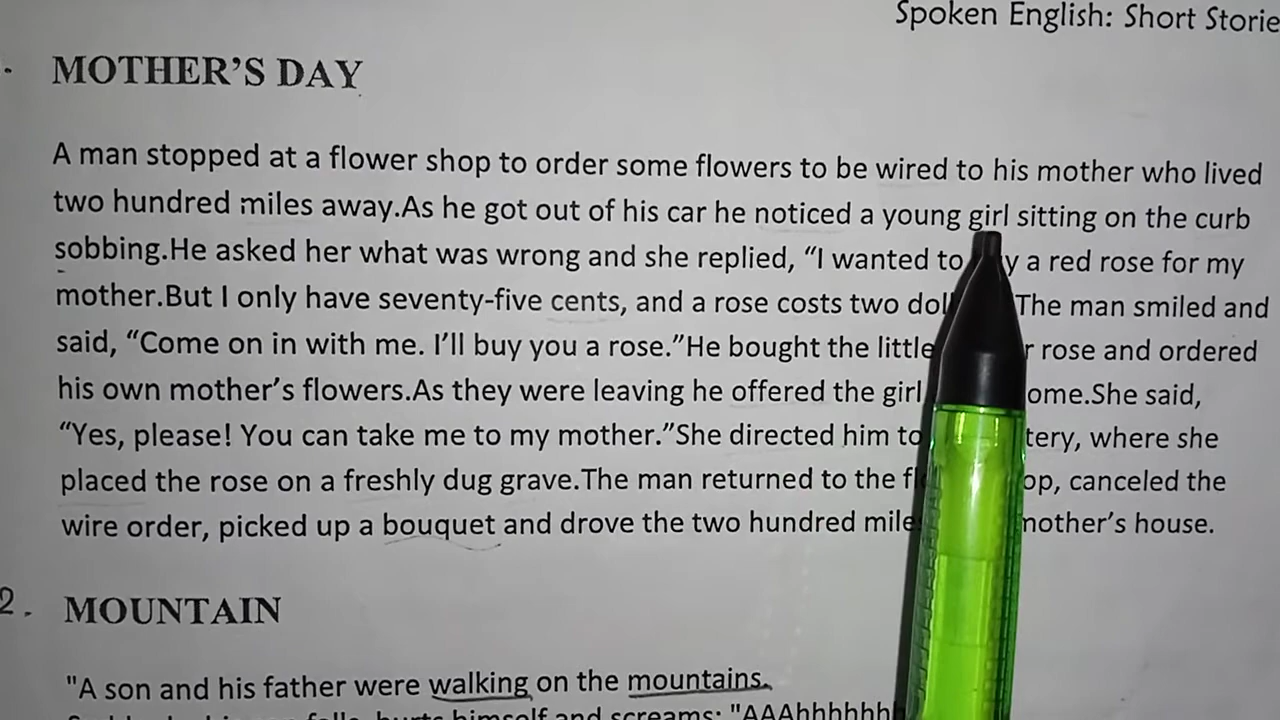 Spoken English: Short Storie
MOTHER'S DAY
A man stopped at a flower shop to order some flowers to be wired to his mother who lived
two hundred miles away.As he got out of his car he noticed a young girl sitting on the curb
sobbing.He asked her what was wrong and she replied, “I wanted to y a red rose for my
mother.But I only have seventy-five cents, and a rose costs two dol The man smiled and
said, “Come on in with me. I'll buy you a rose.”He bought the little r rose and ordered
his own mother's flowers.As they were leaving he offered the girl ome.She said,
“Yes, please! You can take me to my mother.”She directed him to tery, where she
placed the rose on a freshly dug grave.The man returned to the fl op, canceled the
wire order, picked up a bouquet and drove the two hundred mile mother's house.
2. MOUNTAIN
"A son and his father were walking on the mountains.
himself and screams: "AAAhhhhhhh